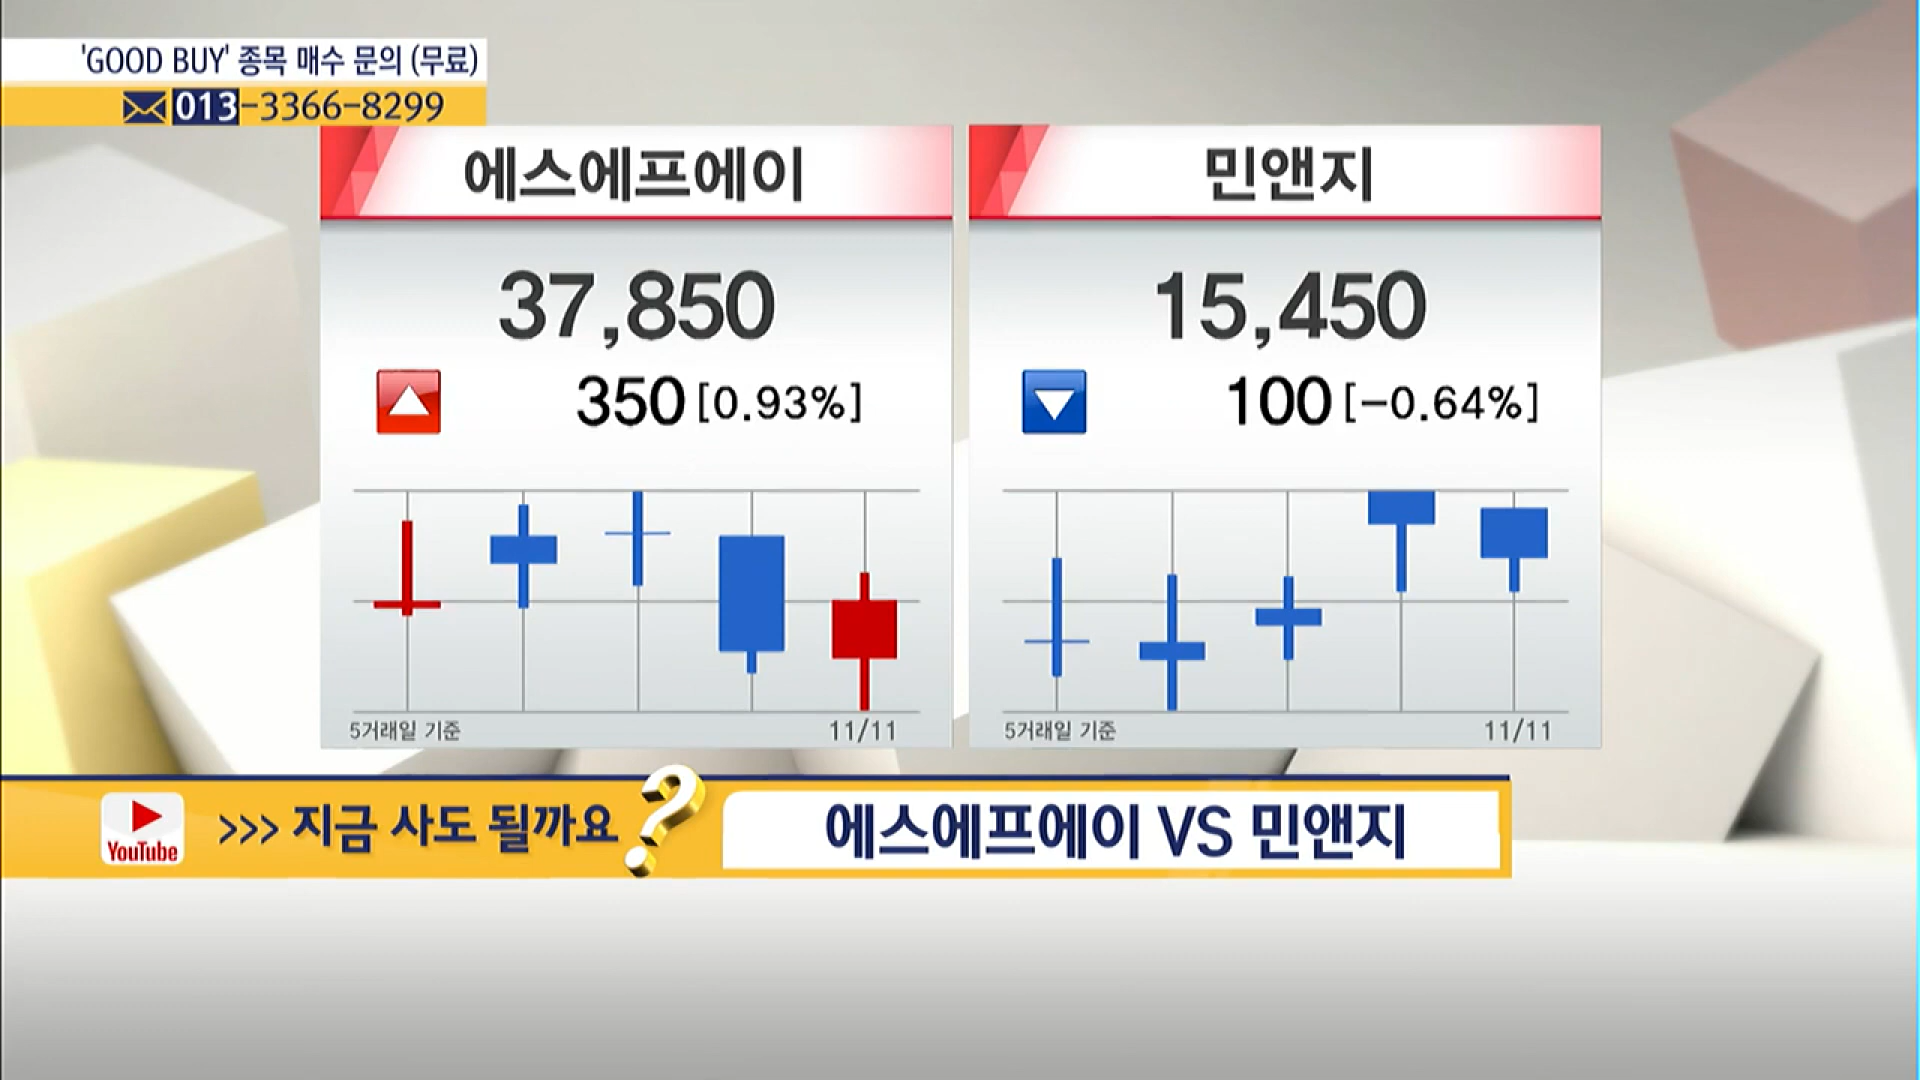 'GOOD BUY' 종목 매수 문의 (무료)
013-3366-8299
에스에프에이
37,850
350 [0.93%]
5거래일 기준
11/11
민앤지
15,450
100 [-0.64%]
5거래일 기준
11/11
YouTube
>>> 지금 사도 될까요?
에스에프에이 VS 민앤지